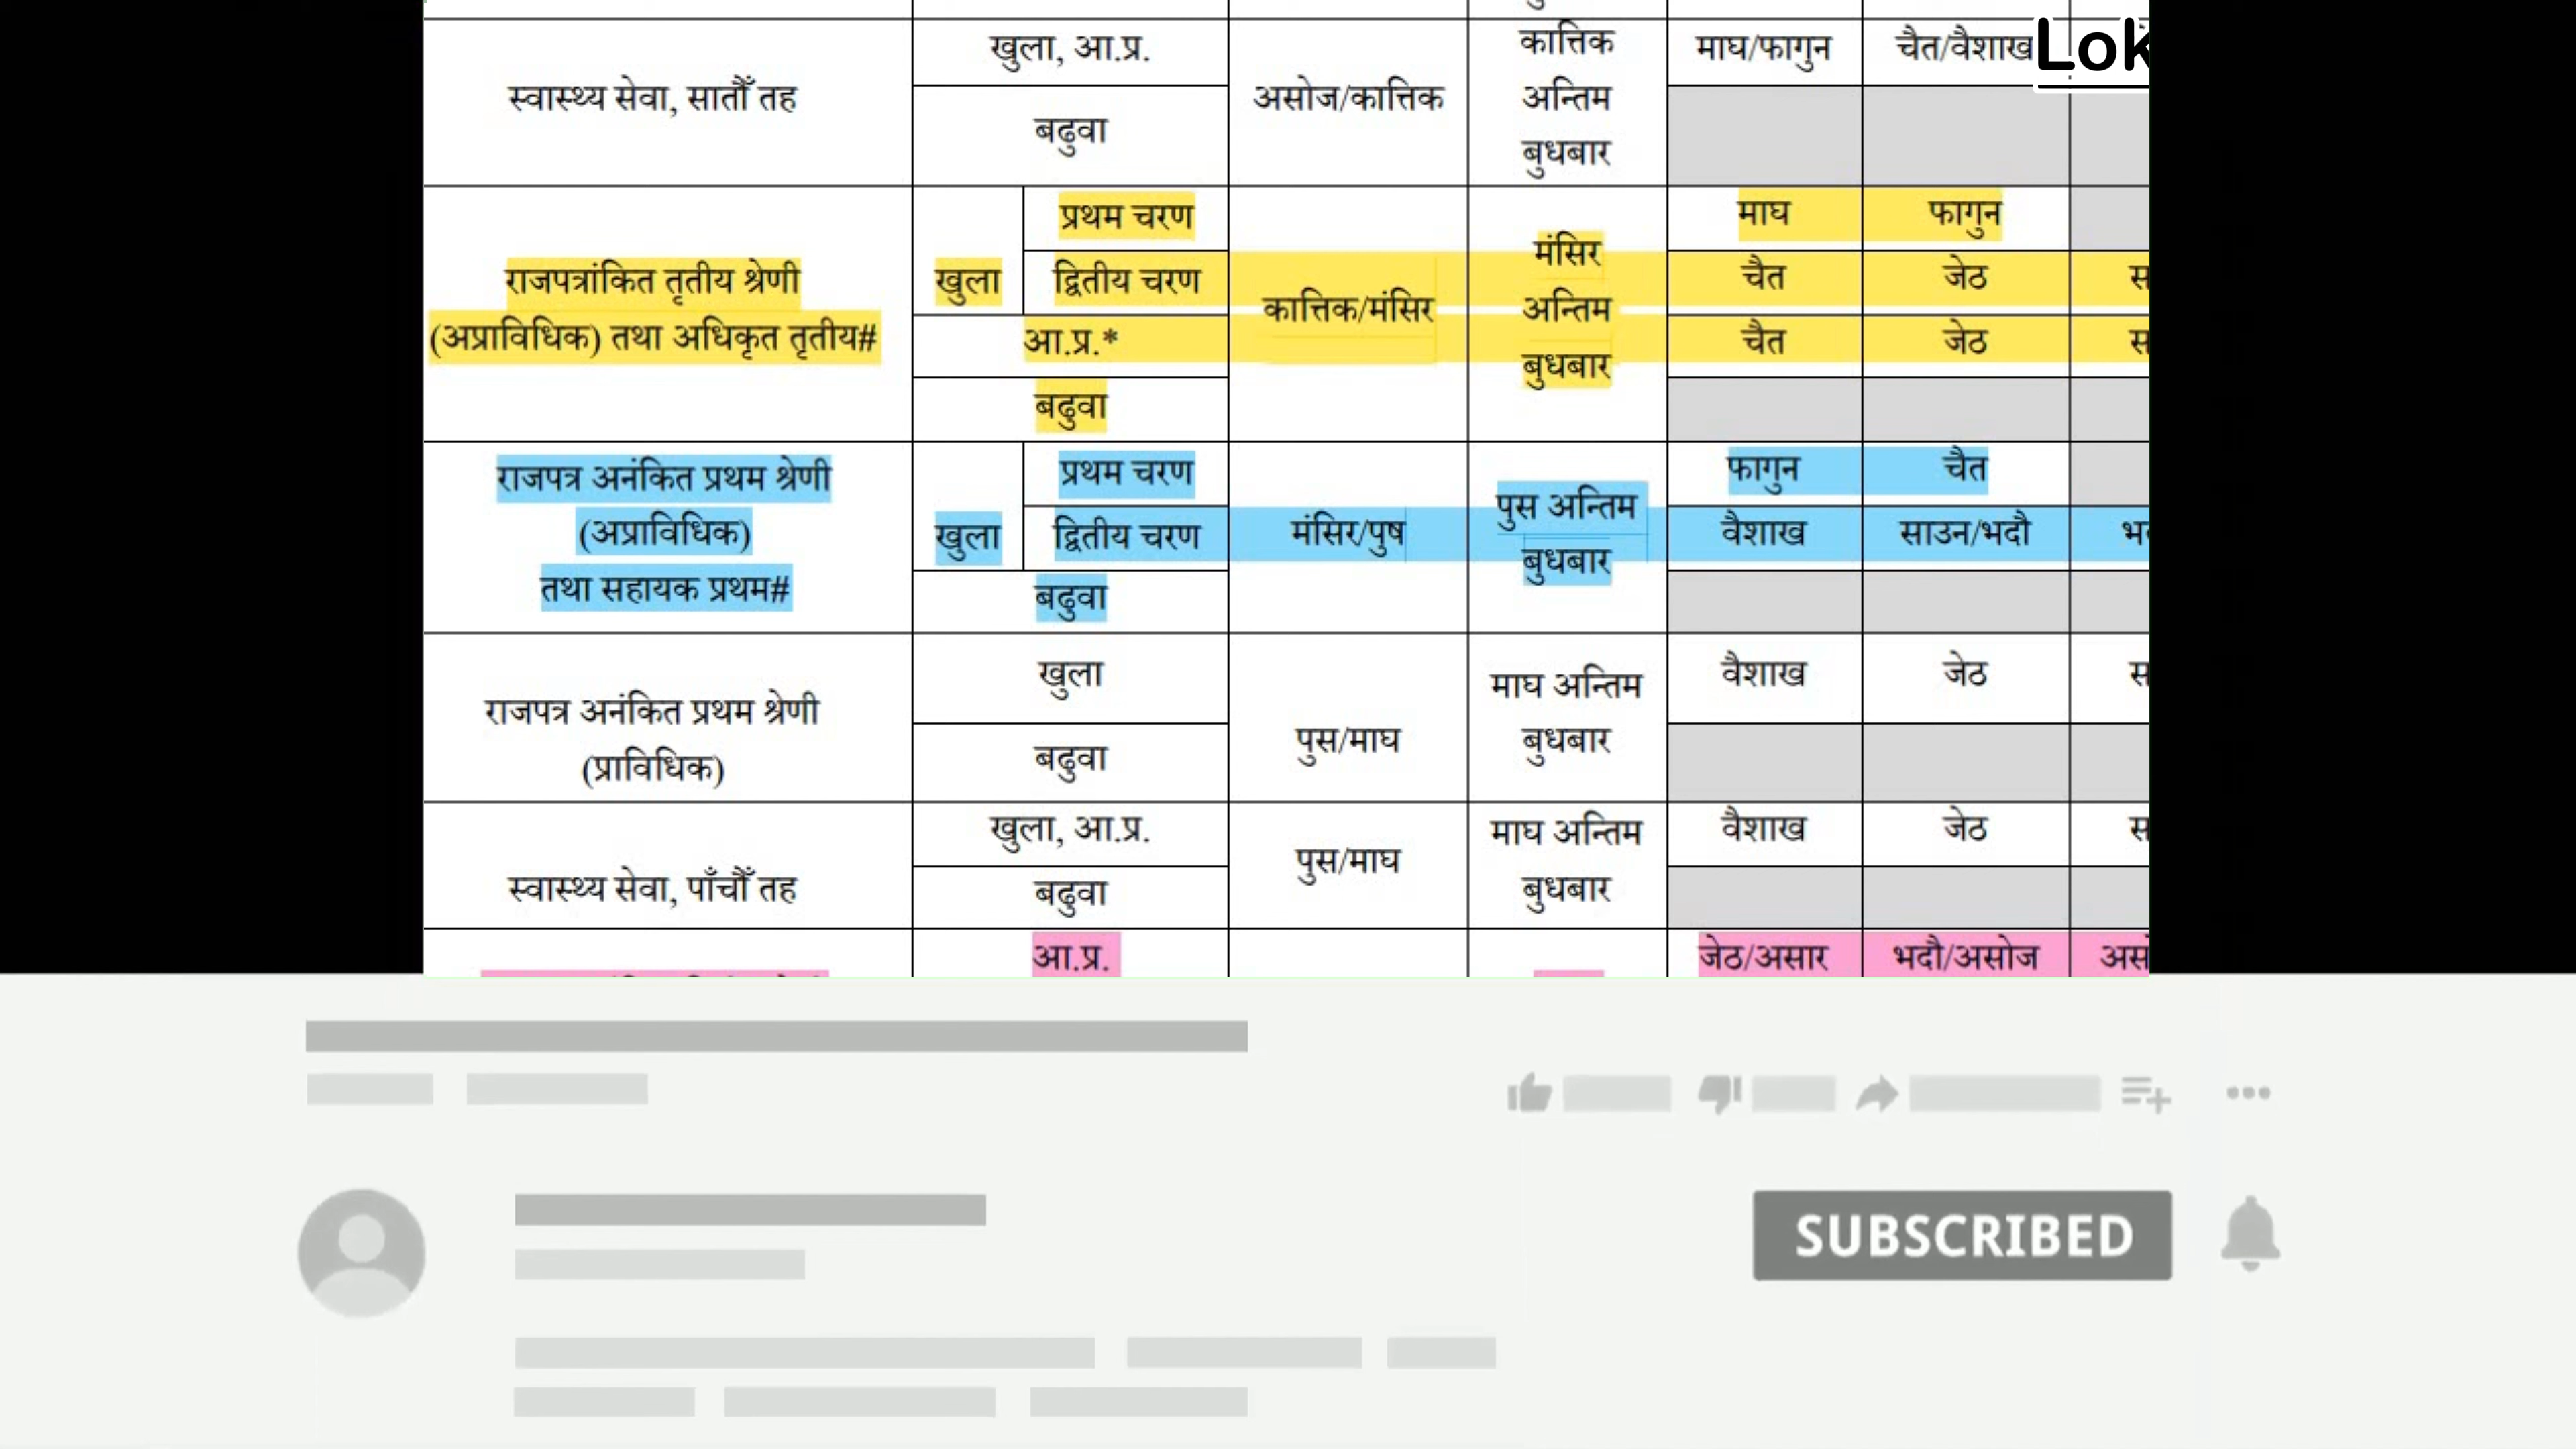 खुला, आ.प्र.
कात्तिक
माघ/फागुन
चैत/वैशाख
Lok
स्वास्थ्य सेवा, सातौँ तह
असोज/कात्तिक
अन्तिम
बढुवा
बुधबार
प्रथम चरण
माघ
फागुन
राजपत्रांकित तृतीय श्रेणी
खुला
द्वितीय चरण
मंसिर
चैत
जेठ
(अप्राविधिक) तथा अधिकृत तृतीय#
कात्तिक/मंसिर
अन्तिम
आ.प्र.*
चैत
जेठ
बुधबार
बढुवा
राजपत्र अनंकित प्रथम श्रेणी
प्रथम चरण
फागुन
चैत
(अप्राविधिक)
खुला
द्वितीय चरण
मंसिर/पुष
पुस अन्तिम
वैशाख
साउन/भदौ
तथा सहायक प्रथम#
बुधबार
बढुवा
खुला
वैशाख
जेठ
राजपत्र अनंकित प्रथम श्रेणी
माघ अन्तिम
(प्राविधिक)
बढुवा
पुस/माघ
बुधबार
खुला, आ.प्र.
माघ अन्तिम
वैशाख
जेठ
स्वास्थ्य सेवा, पाँचौँ तह
पुस/माघ
बढुवा
बुधबार
आ.प्र.
जेठ/असार
भदौ/असोज
SUBSCRIBED